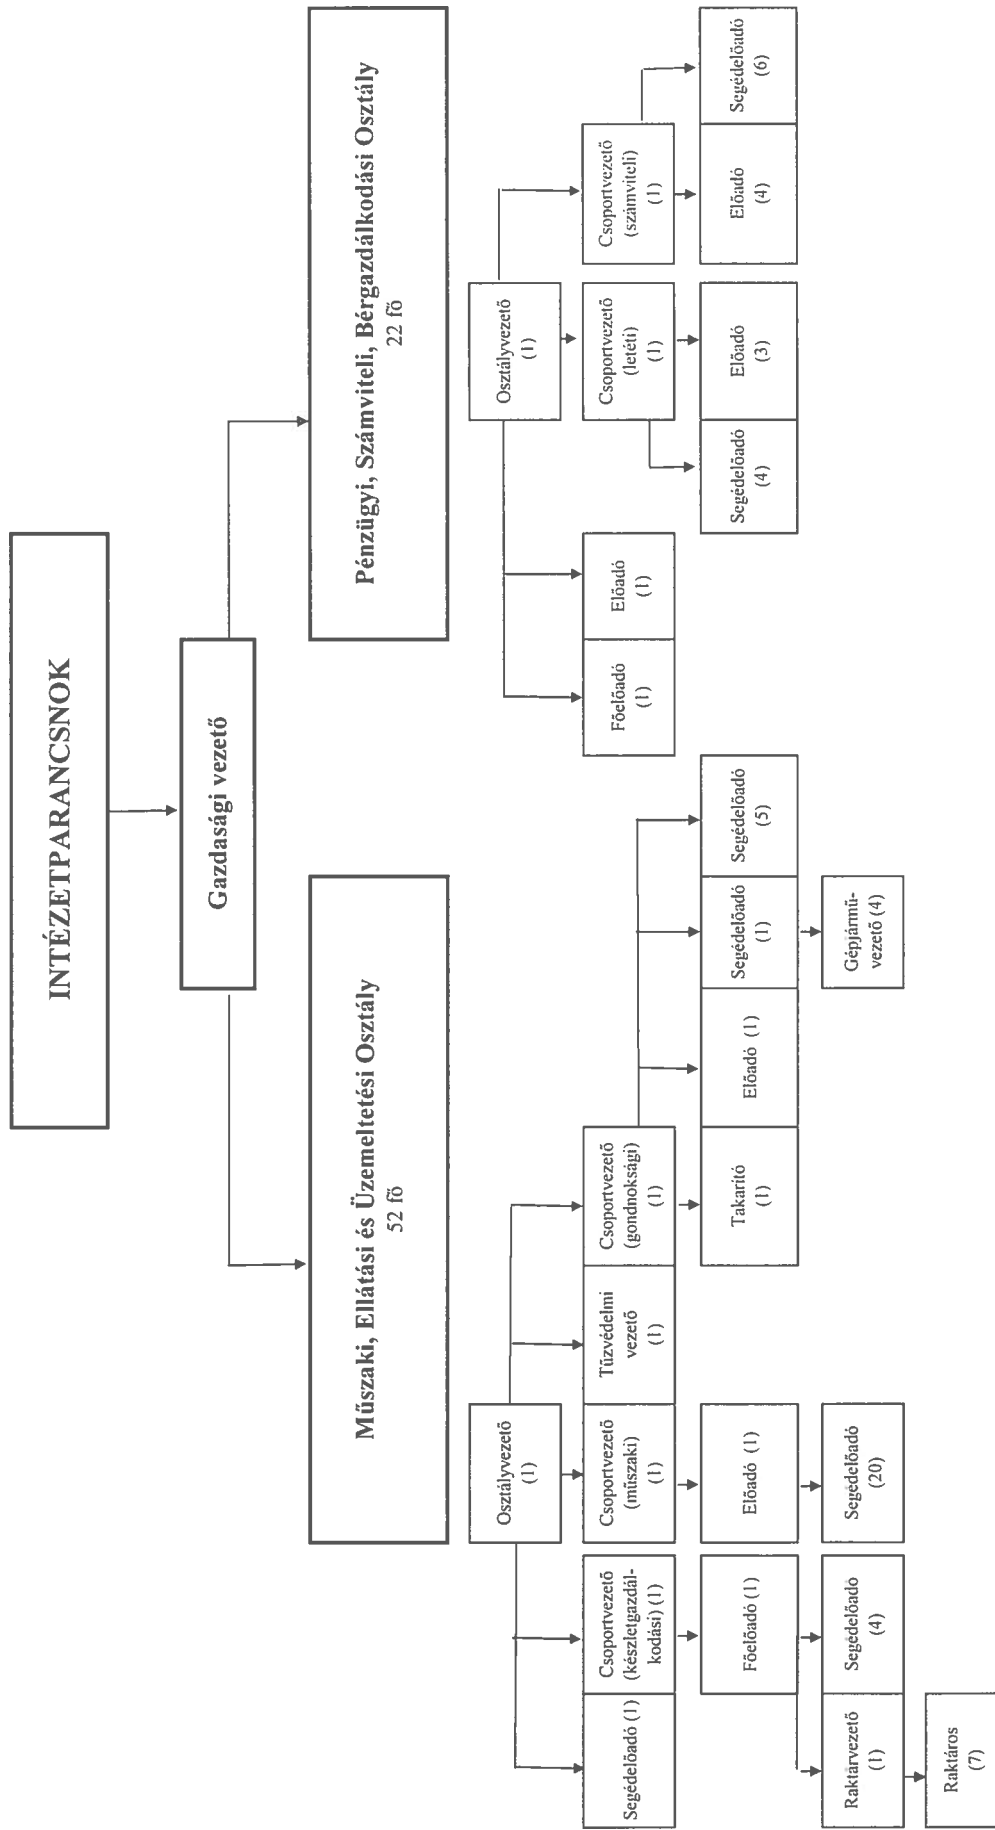 INTÉZETPARANCSNOK
Gazdasági vezető
Műszaki, Ellátási és Üzemeltetési Osztály
52 fő
Pénzügyi, Számviteli, Bérgazdálkodási Osztály
22 fő
Osztályvezető
(1)
Osztályvezető
(1)
Segédelőadó (1)
Csoportvezető
(készletgazdál-
kodási) (1)
Csoportvezető
(műszaki)
(1)
Tűzvédelmi
vezető
(1)
Csoportvezető
(gondnoksági)
(1)
Főelőadó
(1)
Előadó
(1)
Csoportvezető
(letéti)
(1)
Csoportvezető
(számviteli)
(1)
Főelőadó (1)
Előadó (1)
Takarító
(1)
Előadó (1)
Segédelőadó
(1)
Segédelőadó
(5)
Segédelőadó
(4)
Előadó
(3)
Előadó
(4)
Segédelőadó
(6)
Raktárvezető
(1)
Segédelőadó
(4)
Segédelőadó
(20)
Gépjármű-
vezető (4)
Raktáros
(7)